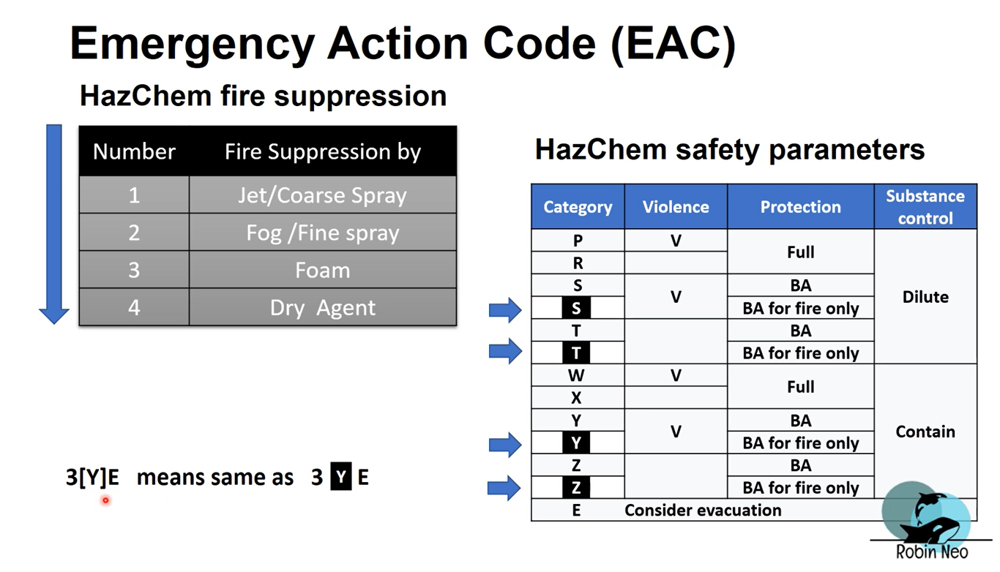 Emergency Action Code (EAC)
HazChem fire suppression
Number Fire Suppression by
1 Jet/Coarse Spray
2 Fog /Fine spray
3 Foam
4 Dry Agent
3[Y]E means same as 3 Y E
HazChem safety parameters
Category Violence Protection Substance control
P V Full Dilute
R
S V BA
S BA for fire only
T BA
T BA for fire only
W V Full Contain
X
Y V BA
Y BA for fire only
Z BA
Z BA for fire only
E Consider evacuation
Robin Neo